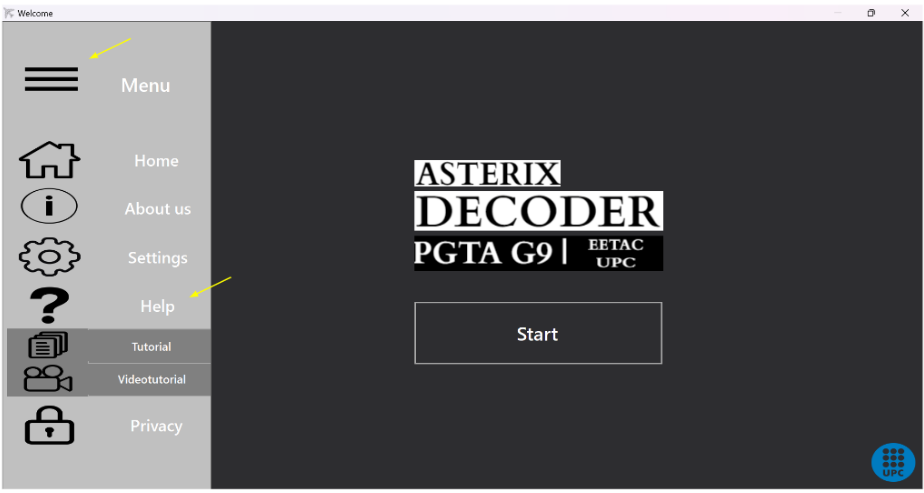 Welcome
Menu
Home
About us
Settings
Help
Tutorial
Videotutorial
Privacy
ASTERIX
DECODER
PGTA G9 | EETAC
UPC
Start
UPC